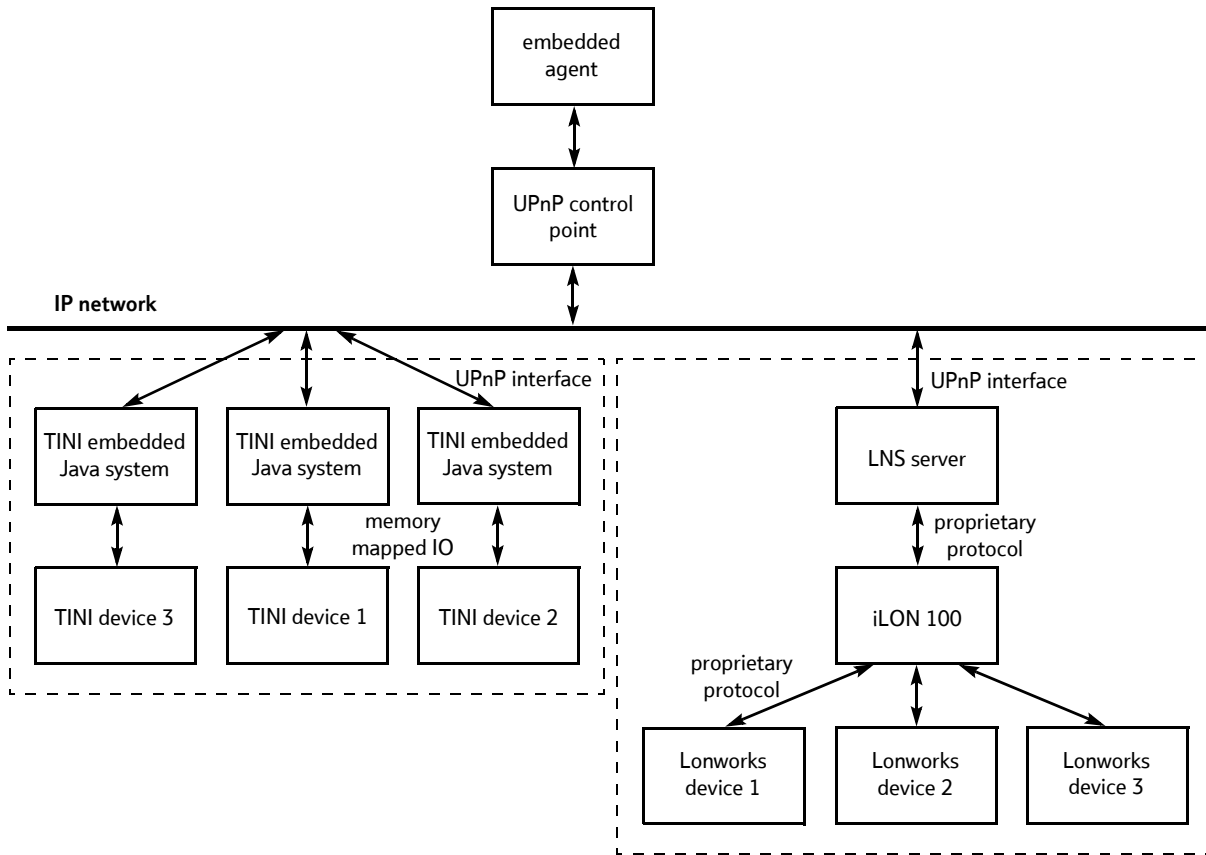 embedded
agent
UPnP control
point
IP network
UPnP interface
UPnP interface
TINI embedded
Java system
TINI embedded
Java system
TINI embedded
Java system
LNS server
memory
mapped IO
proprietary
protocol
TINI device 3
TINI device 1
TINI device 2
iLON 100
proprietary
protocol
Lonworks
device 1
Lonworks
device 2
Lonworks
device 3